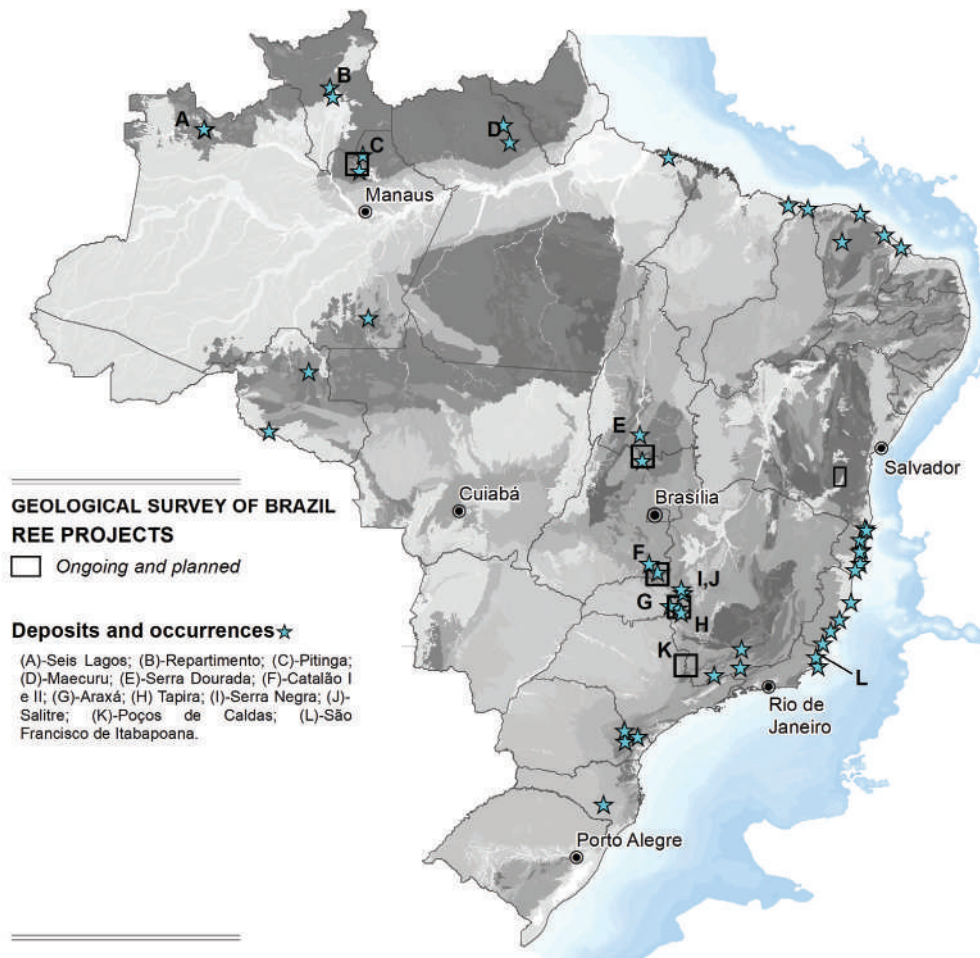 B
A
D
C
Manaus
E
Salvador
GEOLOGICAL SURVEY OF BRAZIL
REE PROJECTS
Ongoing and planned
Cuiabá
Brasília
F
I,J
G
H
Deposits and occurrences
(A)-Seis Lagos; (B)-Repartimento; (C)-Pitinga;
(D)-Maecuru; (E)-Serra Dourada; (F)-Catalão I
e II; (G)-Araxá; (H) Tapira; (I)-Serra Negra; (J)-
Salitre; (K)-Poços de Caldas; (L)-São
Francisco de Itabapoana.
K
L
Rio de
Janeiro
Porto Alegre